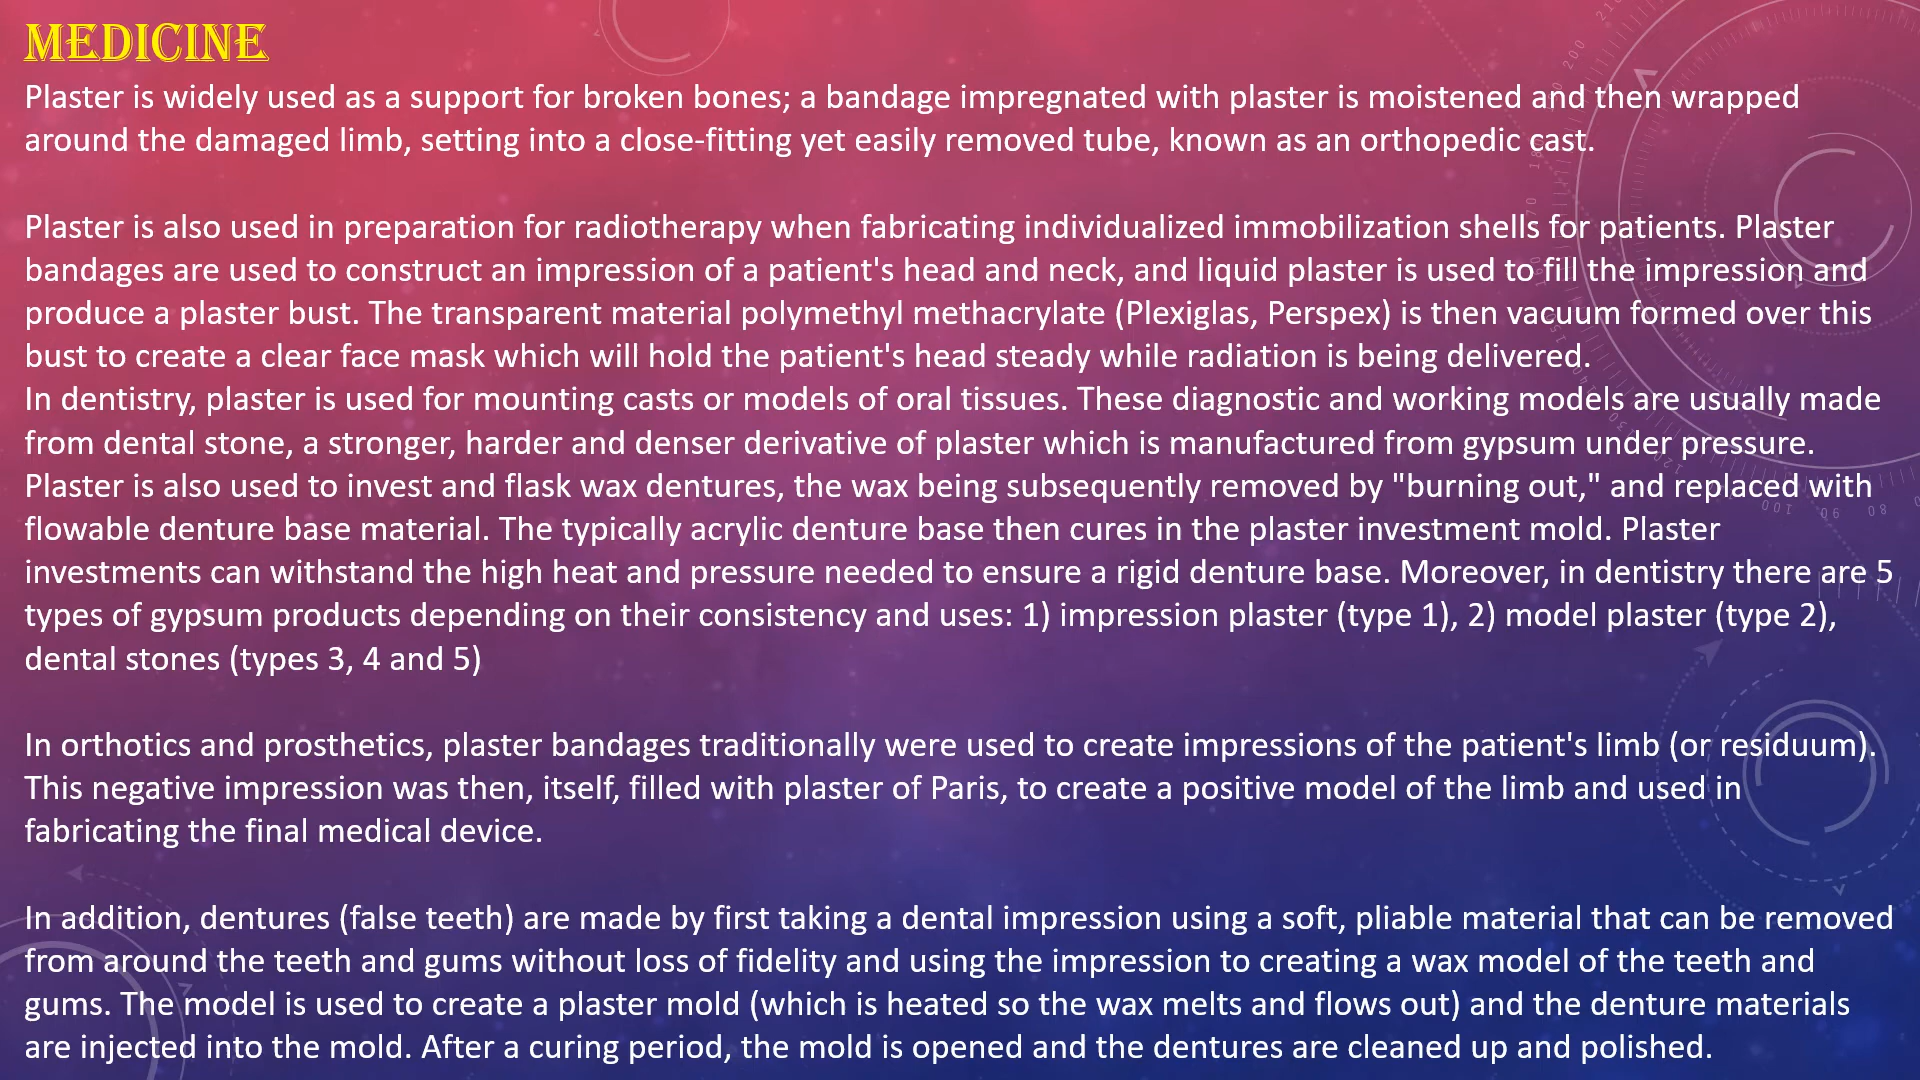 MEDICINE
Plaster is widely used as a support for broken bones; a bandage impregnated with plaster is moistened and then wrapped
around the damaged limb, setting into a close-fitting yet easily removed tube, known as an orthopedic cast.
Plaster is also used in preparation for radiotherapy when fabricating individualized immobilization shells for patients. Plaster
bandages are used to construct an impression of a patient's head and neck, and liquid plaster is used to fill the impression and
produce a plaster bust. The transparent material polymethyl methacrylate (Plexiglas, Perspex) is then vacuum formed over this
bust to create a clear face mask which will hold the patient's head steady while radiation is being delivered.
In dentistry, plaster is used for mounting casts or models of oral tissues. These diagnostic and working models are usually made
from dental stone, a stronger, harder and denser derivative of plaster which is manufactured from gypsum under pressure.
Plaster is also used to invest and flask wax dentures, the wax being subsequently removed by "burning out," and replaced with
flowable denture base material. The typically acrylic denture base then cures in the plaster investment mold. Plaster
investments can withstand the high heat and pressure needed to ensure a rigid denture base. Moreover, in dentistry there are 5
types of gypsum products depending on their consistency and uses: 1) impression plaster (type 1), 2) model plaster (type 2),
dental stones (types 3, 4 and 5)
In orthotics and prosthetics, plaster bandages traditionally were used to create impressions of the patient's limb (or residuum).
This negative impression was then, itself, filled with plaster of Paris, to create a positive model of the limb and used in
fabricating the final medical device.
In addition, dentures (false teeth) are made by first taking a dental impression using a soft, pliable material that can be removed
from around the teeth and gums without loss of fidelity and using the impression to creating a wax model of the teeth and
gums. The model is used to create a plaster mold (which is heated so the wax melts and flows out) and the denture materials
are injected into the mold. After a curing period, the mold is opened and the dentures are cleaned up and polished.